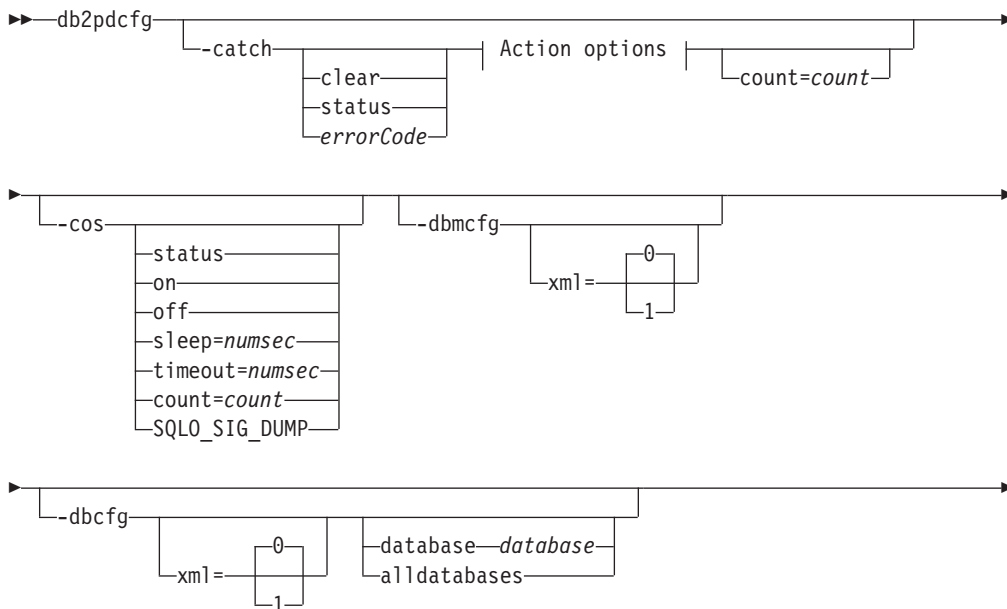 db2pdcfg
-catch Action options
clear count=count
status
errorCode
-cos -dbmcfg
status 0
on xml=
off 1
sleep=numsec
timeout=numsec
count=count
SQLO_SIG_DUMP
-dbcfg
0 database database
xml= alldatabases
1